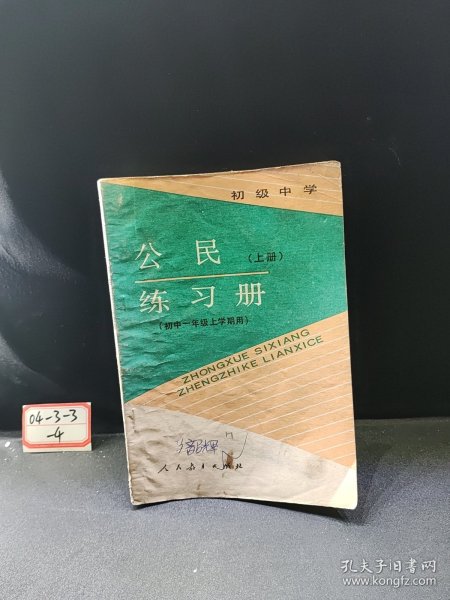 初级中学
公民（上册）
练习册
（初中一年级上学期用）
ZHONGXUE SIXIANG
ZHENGZHIKE LIANXICE
人民教育出版社
04-3-3
-4
孔夫子旧书网
www.kongfz.com